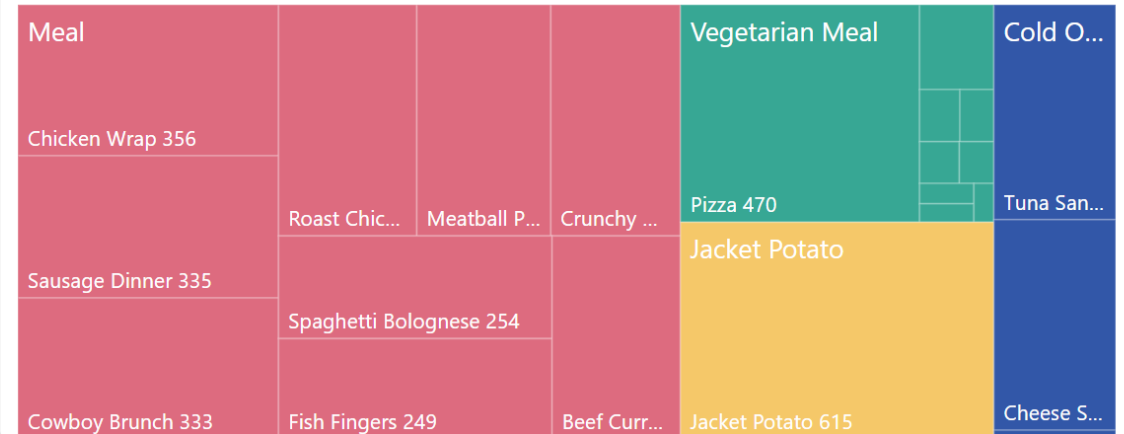 Meal
Chicken Wrap 356
Sausage Dinner 335
Cowboy Brunch 333
Roast Chic...
Meatball P...
Crunchy ...
Spaghetti Bolognese 254
Fish Fingers 249
Beef Curr...
Vegetarian Meal
Pizza 470
Jacket Potato
Jacket Potato 615
Cold O...
Tuna San...
Cheese S...